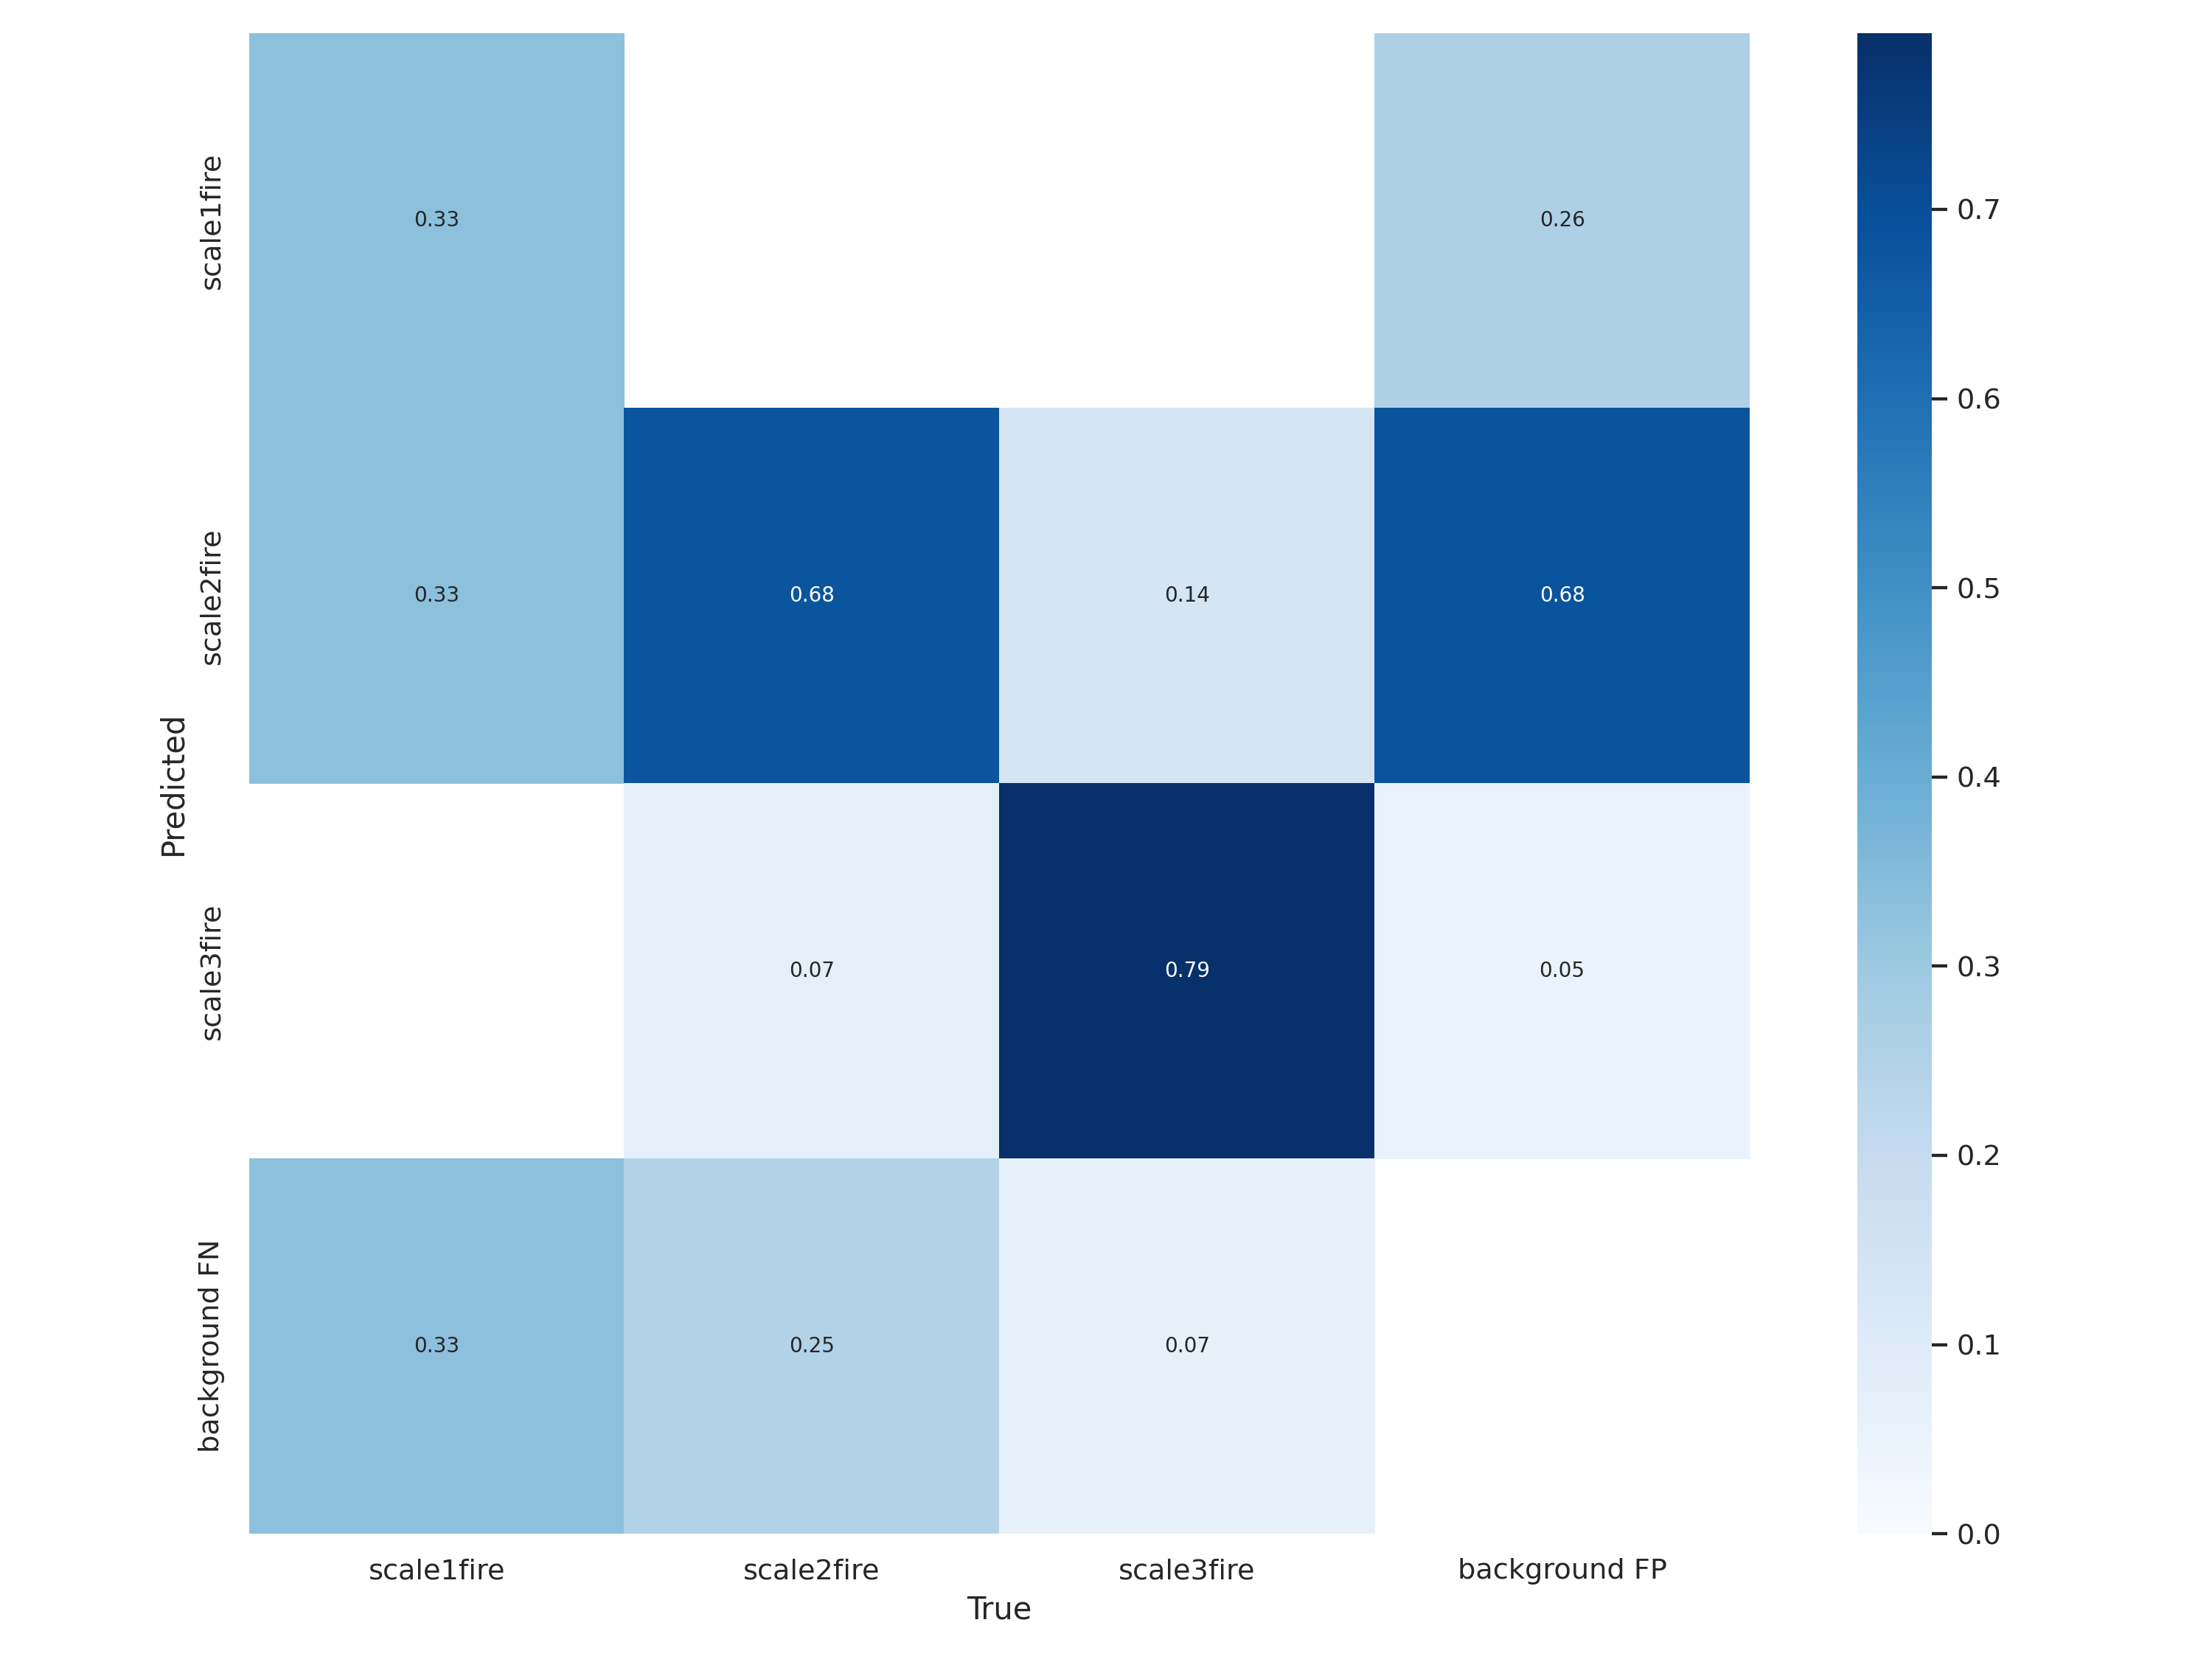 scale1fire
0.33
0.26
scale2fire
0.33 0.68 0.14 0.68
Predicted
scale3fire
0.07 0.79 0.05
background FN
0.33 0.25 0.07
scale1fire scale2fire scale3fire background FP
True
0.7
0.6
0.5
0.4
0.3
0.2
0.1
0.0